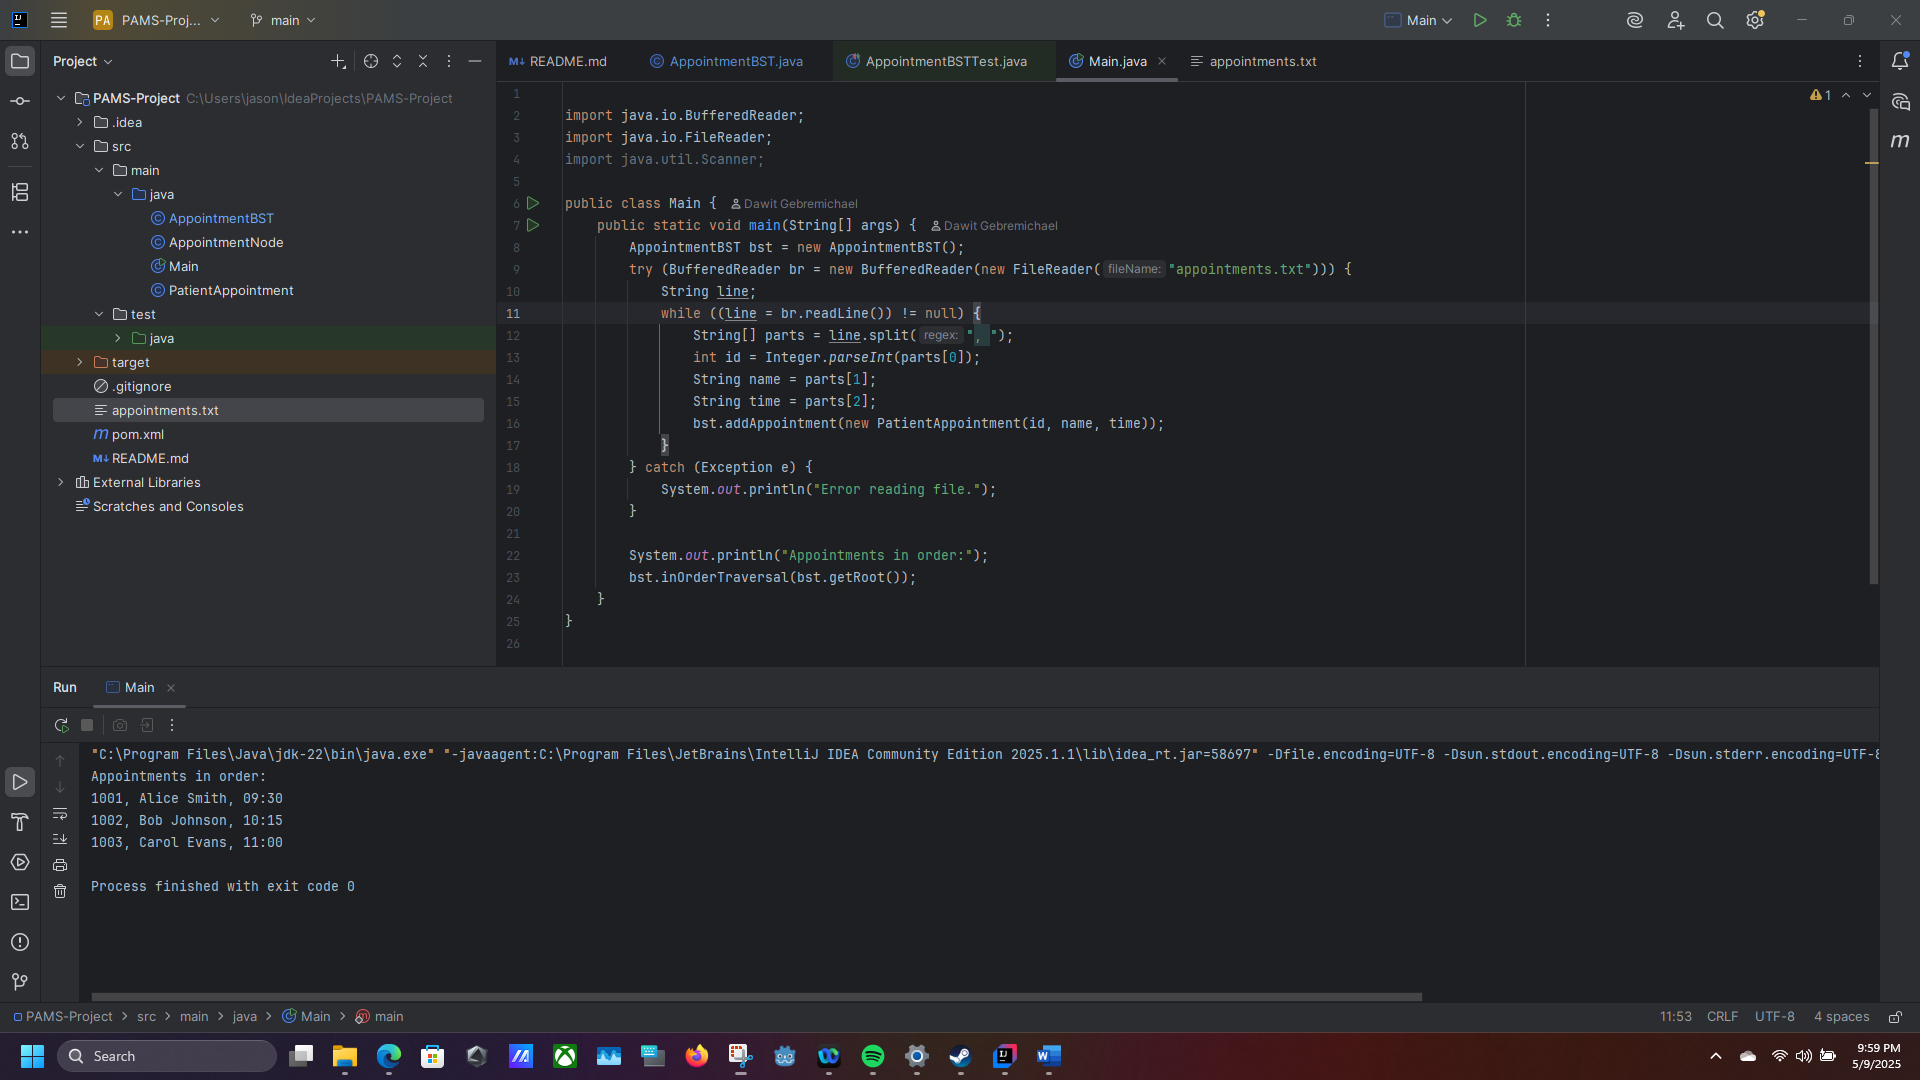 PA PAMS-Proj... main Main
Project
README.md AppointmentBST.java AppointmentBSTTest.java Main.java appointments.txt
PAMS-Project C:\Users\jason\IdeaProjects\PAMS-Project
.idea
src
main
java
AppointmentBST
AppointmentNode
Main
PatientAppointment
test
java
target
.gitignore
appointments.txt
pom.xml
README.md
External Libraries
Scratches and Consoles
1
2 import java.io.BufferedReader;
3 import java.io.FileReader;
4 import java.util.Scanner;
5
6 public class Main { Dawit Gebremichael
7 public static void main(String[] args) { Dawit Gebremichael
8 AppointmentBST bst = new AppointmentBST();
9 try (BufferedReader br = new BufferedReader(new FileReader( fileName: "appointments.txt"))) {
10 String line;
11 while ((line = br.readLine()) != null) {
12 String[] parts = line.split( regex: ", ");
13 int id = Integer.parseInt(parts[0]);
14 String name = parts[1];
15 String time = parts[2];
16 bst.addAppointment(new PatientAppointment(id, name, time));
17 }
18 } catch (Exception e) {
19 System.out.println("Error reading file.");
20 }
21
22 System.out.println("Appointments in order:");
23 bst.inOrderTraversal(bst.getRoot());
24 }
25 }
26
1
Run Main
"C:\Program Files\Java\jdk-22\bin\java.exe" "-javaagent:C:\Program Files\JetBrains\IntelliJ IDEA Community Edition 2025.1.1\lib\idea_rt.jar=58697" -Dfile.encoding=UTF-8 -Dsun.stdout.encoding=UTF-8 -Dsun.stderr.encoding=UTF-8
Appointments in order:
1001, Alice Smith, 09:30
1002, Bob Johnson, 10:15
1003, Carol Evans, 11:00
Process finished with exit code 0
PAMS-Project > src > main > java > Main > main 11:53 CRLF UTF-8 4 spaces
Search
9:59 PM
5/9/2025